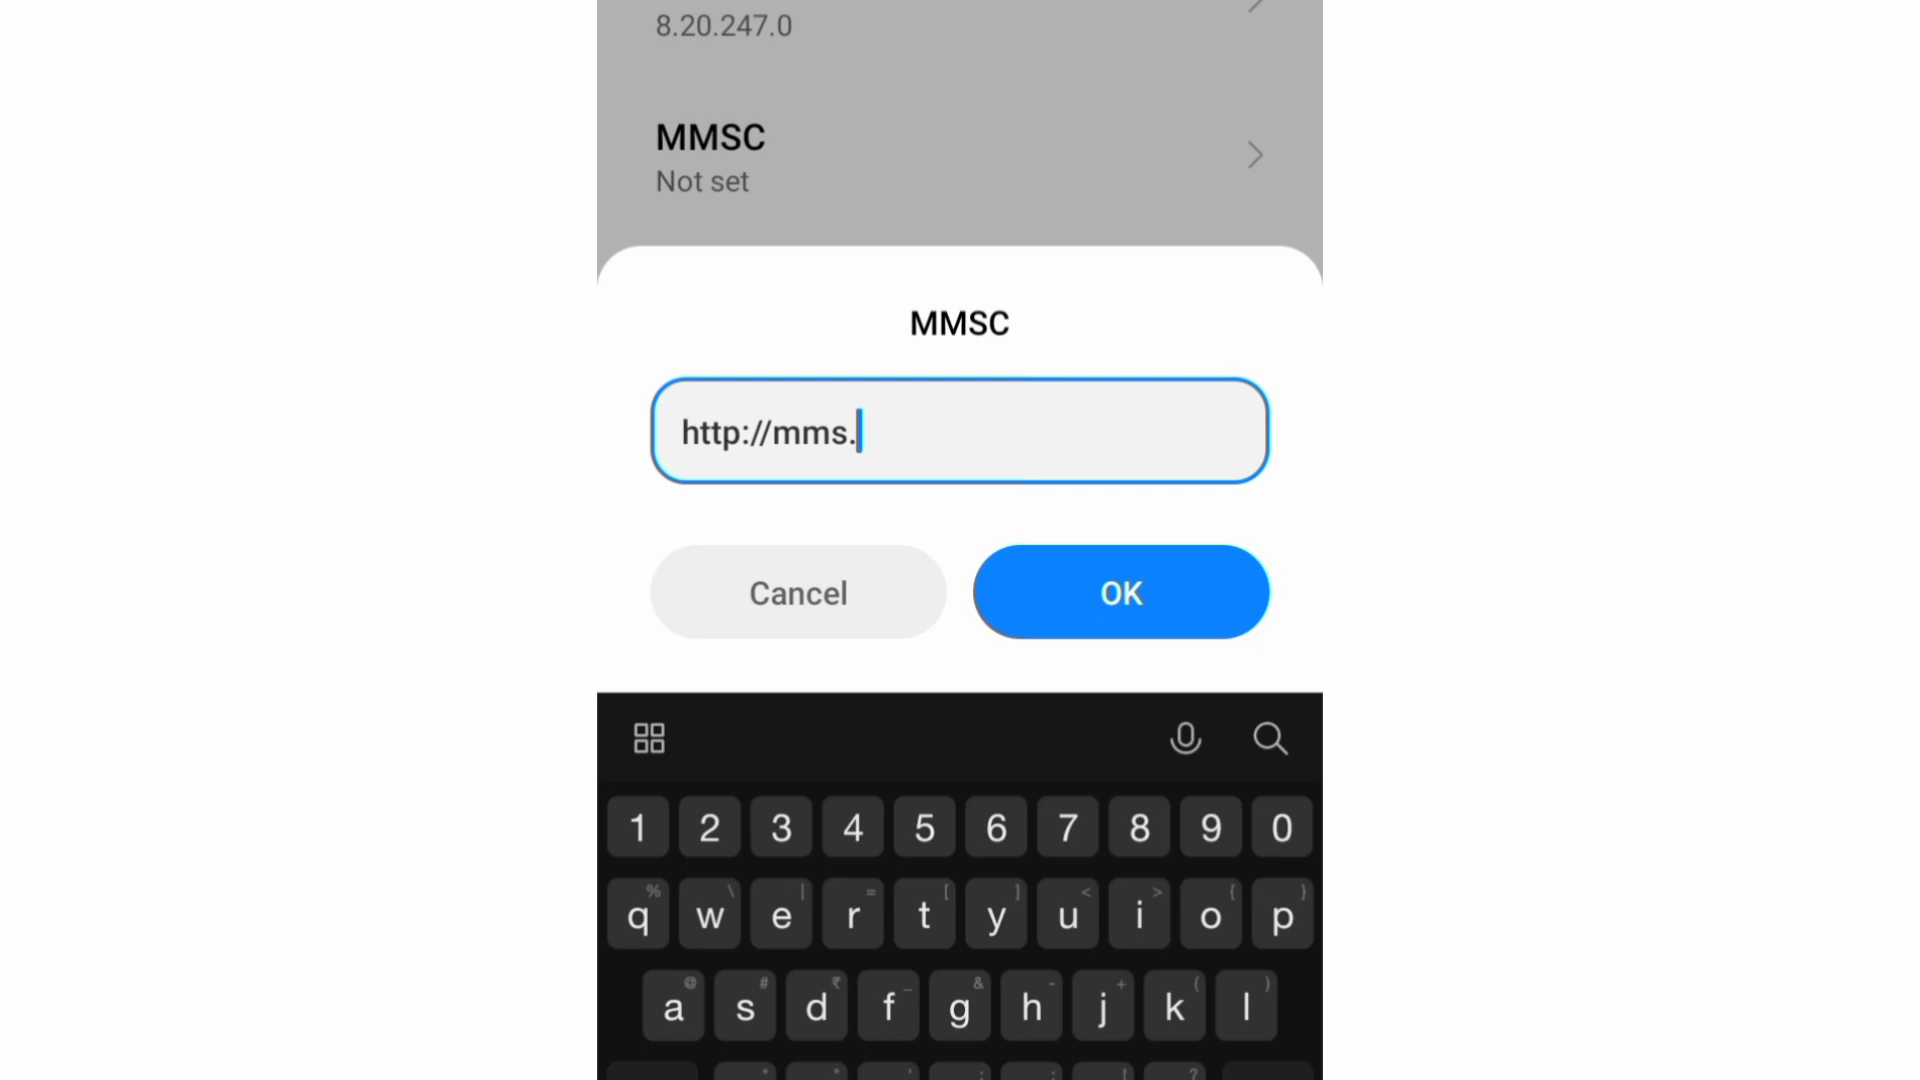 8.20.247.0
MMSC
Not set
MMSC
http://mms.
Cancel
OK
1 2 3 4 5 6 7 8 9 0
% \ | = [ ] < > { }
q w e r t y u i o p
@ # ₹ _ & - + ( )
a s d f g h j k l